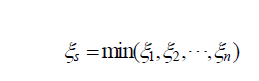 ξₛ = min(ξ₁, ξ₂, ⋯, ξₙ)